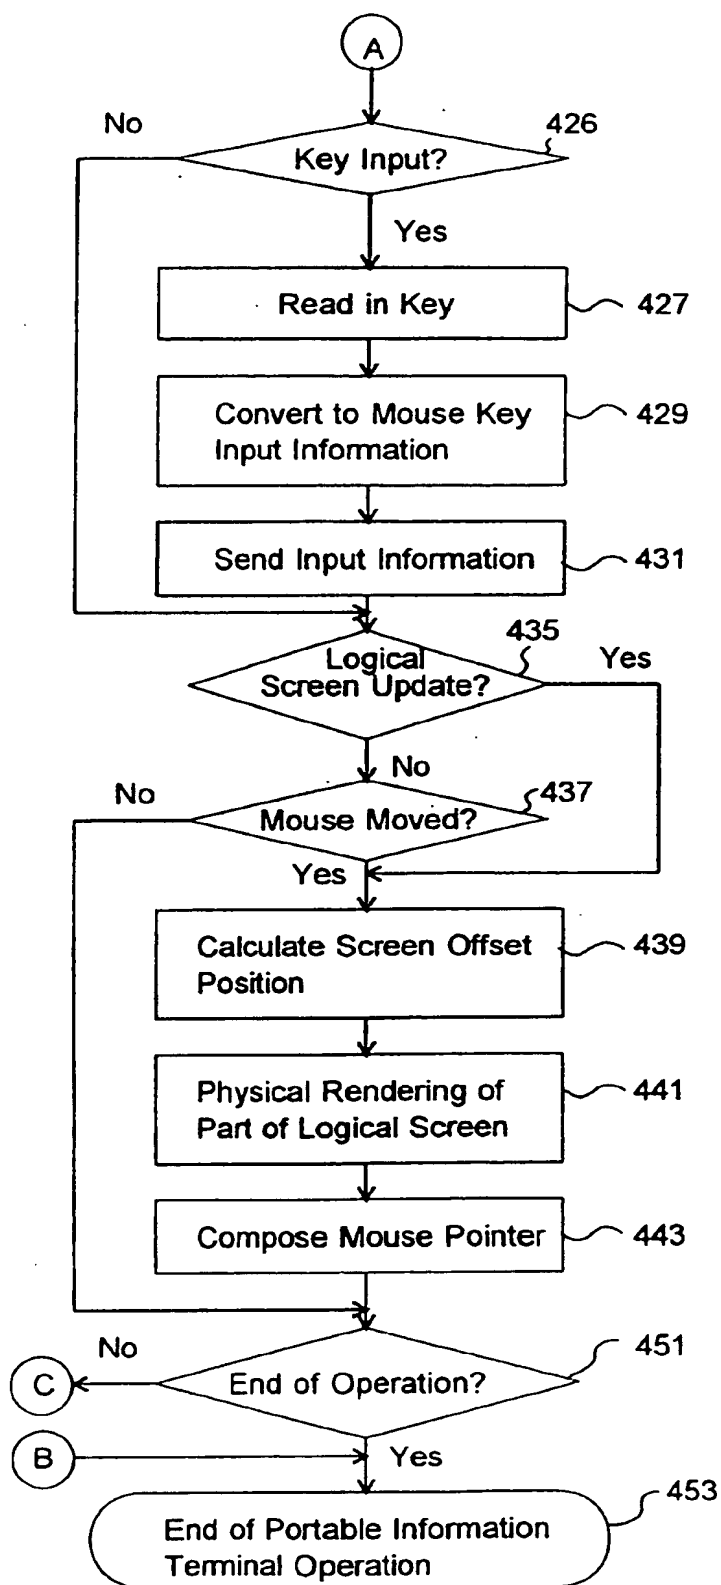 A
No
426
Key Input?
Yes
Read in Key
427
Convert to Mouse Key
Input Information
429
Send Input Information
431
435
Logical
Screen Update?
Yes
No
No
437
Mouse Moved?
Yes
Calculate Screen Offset
Position
439
Physical Rendering of
Part of Logical Screen
441
Compose Mouse Pointer
443
No
451
C
End of Operation?
B
Yes
453
End of Portable Information
Terminal Operation